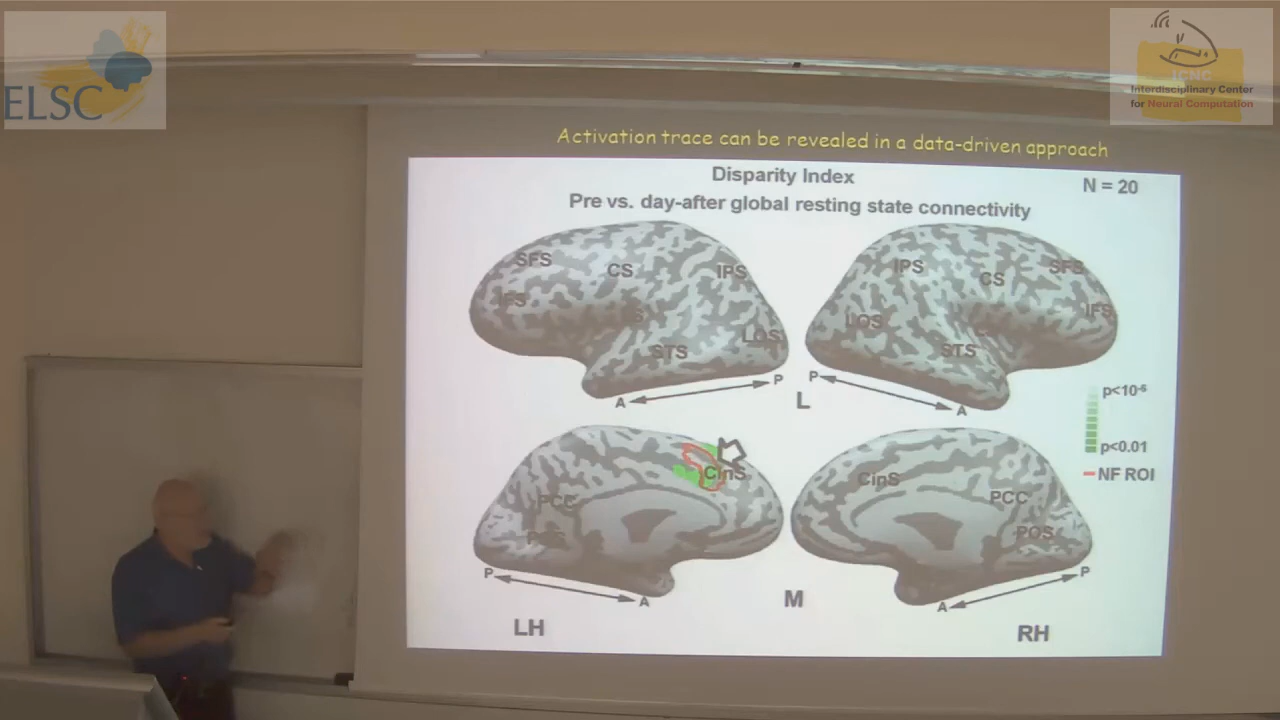 ELSC
ICNC
Interdisciplinary Center
for Neural Computation
Activation trace can be revealed in a data-driven approach
Disparity Index
N = 20
Pre vs. day-after global resting state connectivity
SFS
CS
IPS
IFS
LOS
STS
A
P
IPS
CS
SFS
LOS
IFS
STS
P
A
L
p<10⁻⁵
p<0.01
NF ROI
CinS
PCC
P
A
CinS
PCC
POS
A
P
M
LH
RH